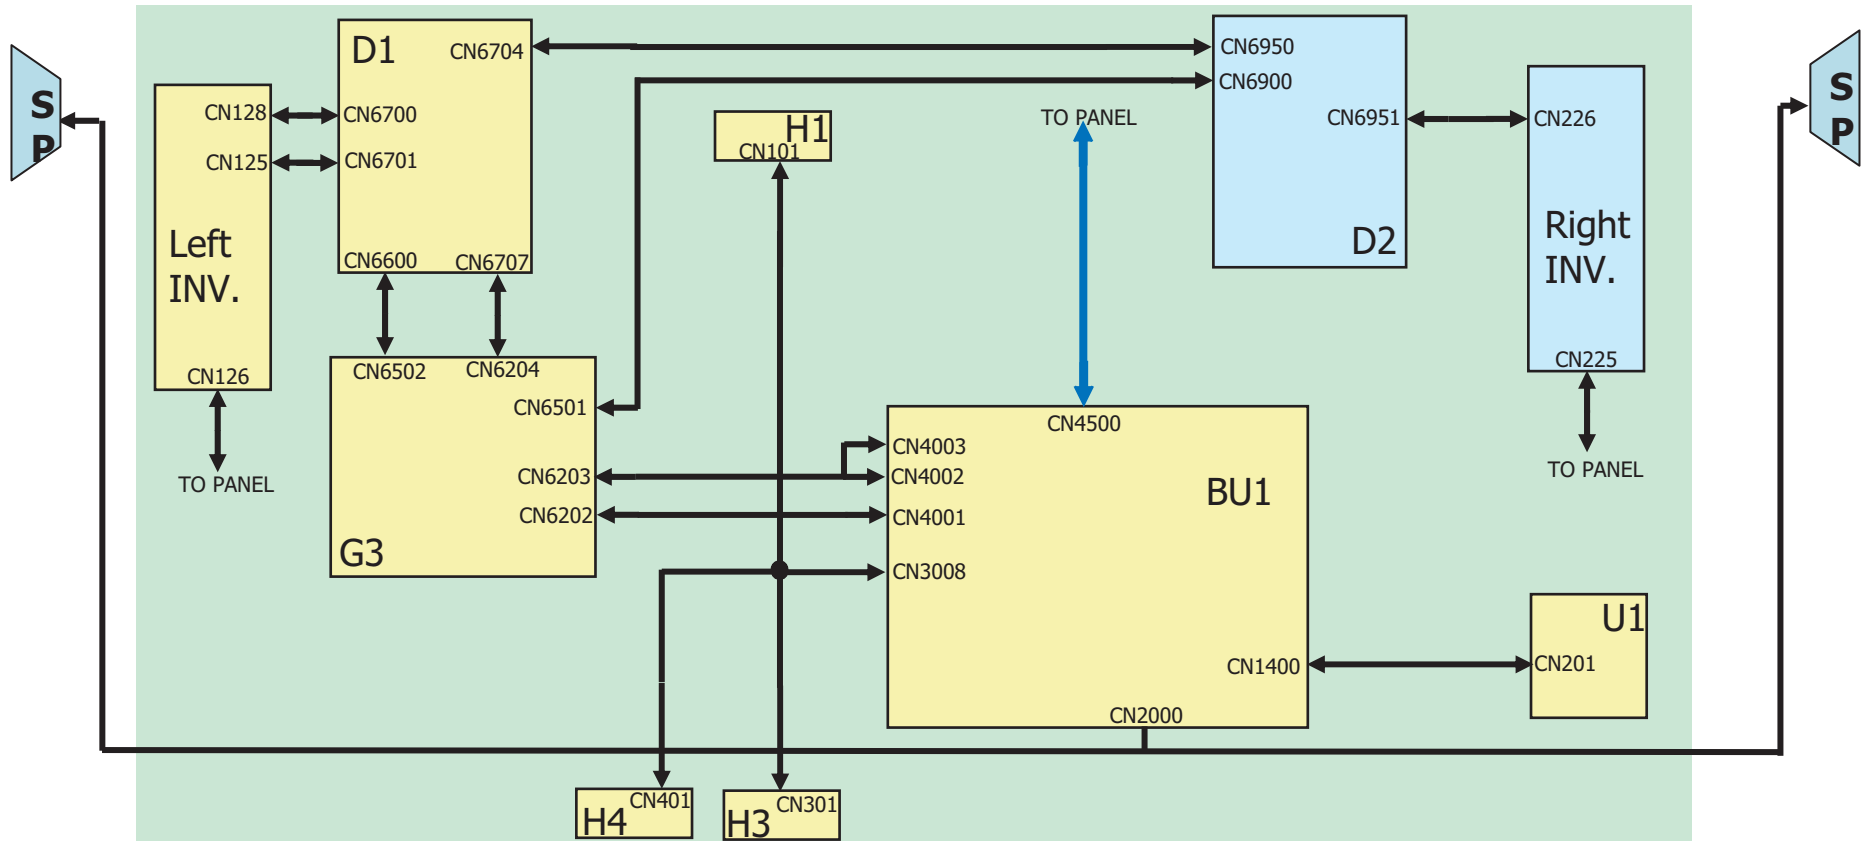 S
P
D1
CN6704
CN128
CN6700
CN125
CN6701
Left
INV.
CN6600
CN6707
CN126
TO PANEL
CN6502
CN6204
CN6501
CN6203
CN6202
G3
H1
CN101
TO PANEL
CN6950
CN6900
CN6951
D2
CN226
Right
INV.
CN225
TO PANEL
S
P
CN4500
CN4003
CN4002
BU1
CN4001
CN3008
CN1400
CN2000
U1
CN201
CN401
H4
CN301
H3